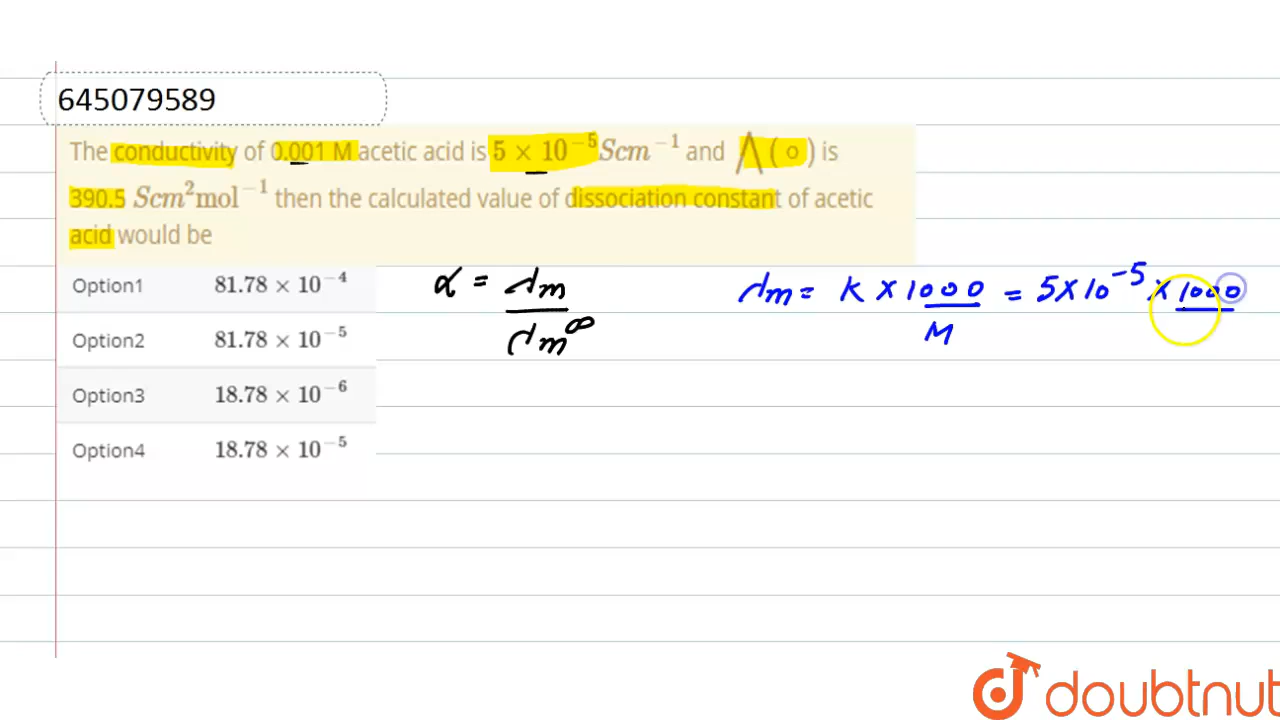 645079589
The conductivity of 0.001 M acetic acid is 5 × 10⁻⁵ Scm⁻¹ and Λ(o) is
390.5 Scm²mol⁻¹ then the calculated value of dissociation constant of acetic
acid would be
Option1 81.78 × 10⁻⁴
Option2 81.78 × 10⁻⁵
Option3 18.78 × 10⁻⁶
Option4 18.78 × 10⁻⁵
α = λm / λm^∞
λm = K × 1000 / M = 5 × 10⁻⁵ × 1000
doubtnut